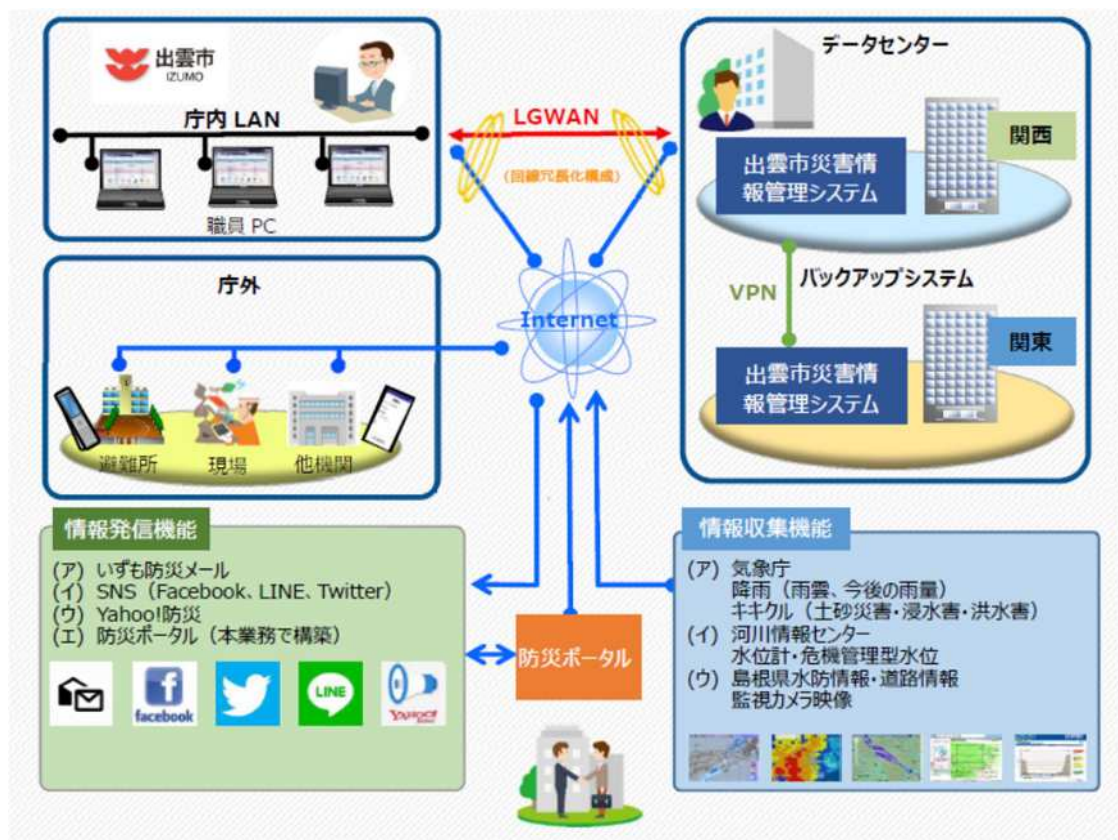 出雲市
IZUMO
庁内 LAN
職員 PC
LGWAN
(回線冗長化構成)
データセンター
関西
出雲市災害情
報管理システム
VPN
バックアップシステム
関東
出雲市災害情
報管理システム
庁外
避難所
現場
他機関
Internet
情報発信機能
(ア) いずも防災メール
(イ) SNS（Facebook、LINE、Twitter）
(ウ) Yahoo!防災
(エ) 防災ポータル（本業務で構築）
facebook
LINE
YAHOO!
防災ポータル
情報収集機能
(ア) 気象庁
降雨（雨雲、今後の雨量）
キキクル（土砂災害・浸水害・洪水害）
(イ) 河川情報センター
水位計・危機管理型水位
(ウ) 島根県水防情報・道路情報
監視カメラ映像